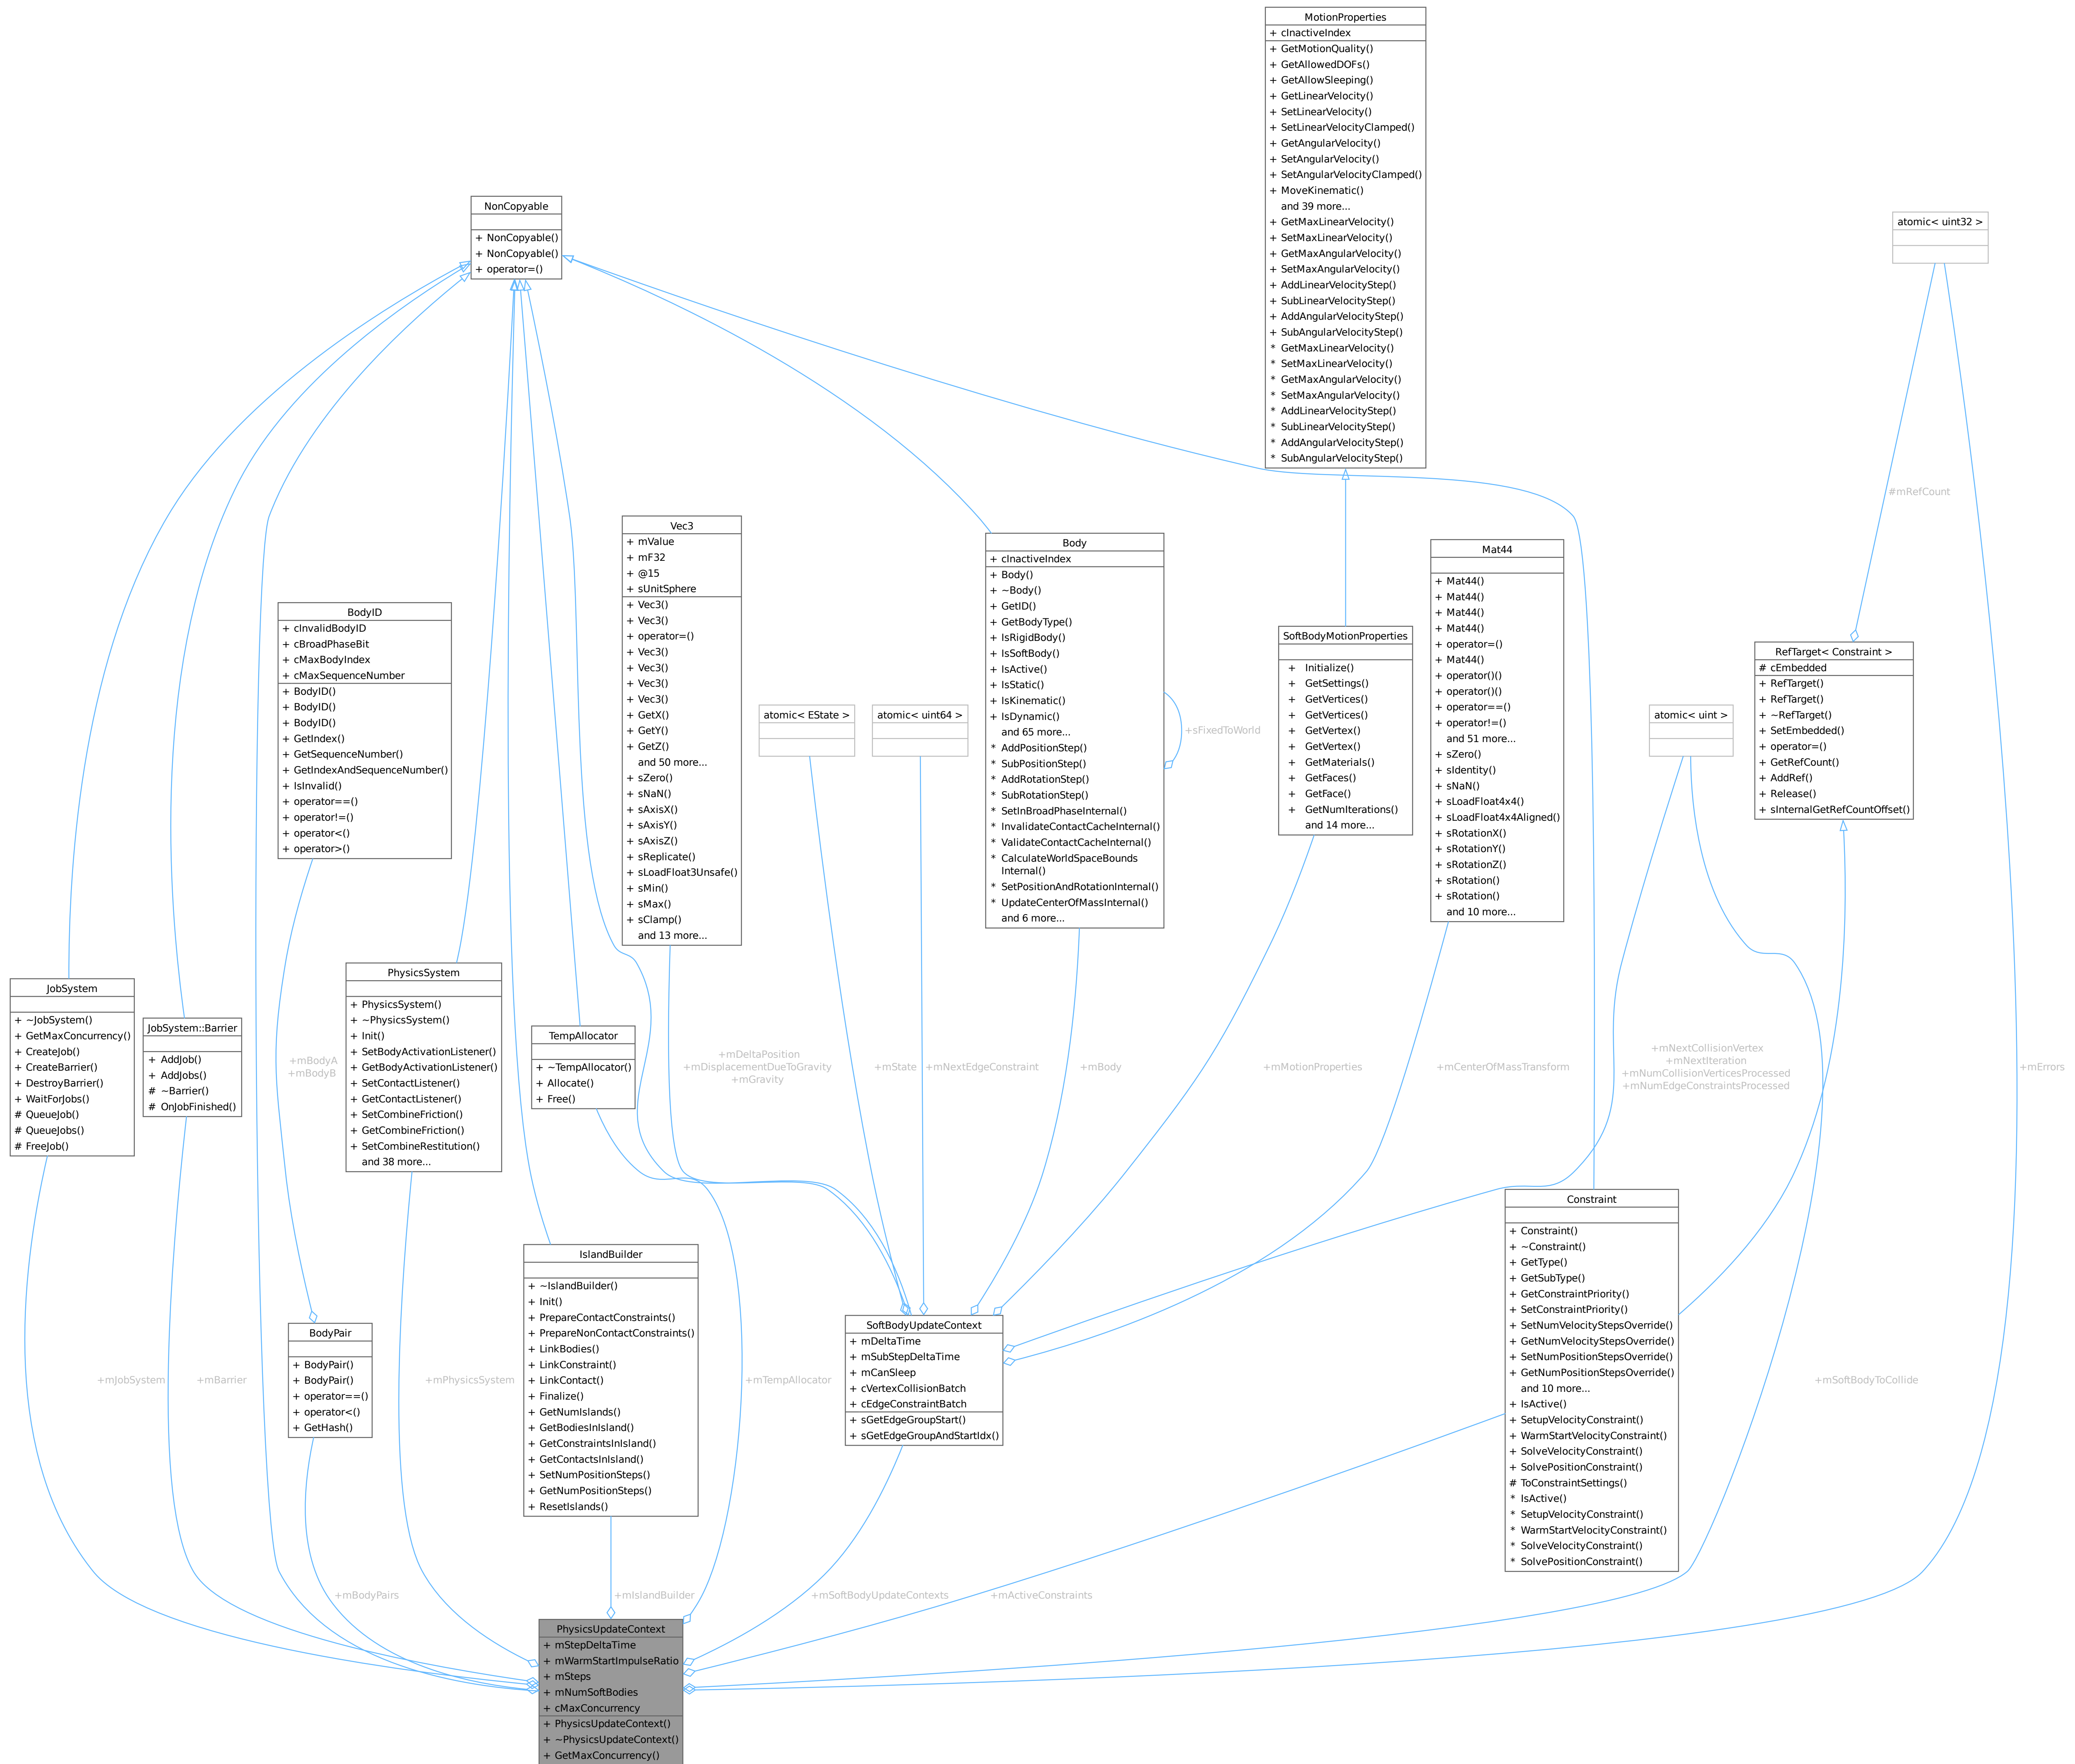 MotionProperties
+ cInactiveIndex
+ GetMotionQuality()
+ GetAllowedDOFs()
+ GetAllowSleeping()
+ GetLinearVelocity()
+ SetLinearVelocity()
+ SetLinearVelocityClamped()
+ GetAngularVelocity()
+ SetAngularVelocity()
+ SetAngularVelocityClamped()
+ MoveKinematic()
and 39 more...
+ GetMaxLinearVelocity()
+ SetMaxLinearVelocity()
+ GetMaxAngularVelocity()
+ SetMaxAngularVelocity()
+ AddLinearVelocityStep()
+ SubLinearVelocityStep()
+ AddAngularVelocityStep()
+ SubAngularVelocityStep()
* GetMaxLinearVelocity()
* SetMaxLinearVelocity()
* GetMaxAngularVelocity()
* SetMaxAngularVelocity()
* AddLinearVelocityStep()
* SubLinearVelocityStep()
* AddAngularVelocityStep()
* SubAngularVelocityStep()
NonCopyable
+ NonCopyable()
+ NonCopyable()
+ operator=()
atomic< uint32 >
#mRefCount
Vec3
+ mValue
+ mF32
+ @15
+ sUnitSphere
+ Vec3()
+ Vec3()
+ operator=()
+ Vec3()
+ Vec3()
+ Vec3()
+ Vec3()
+ GetX()
+ GetY()
+ GetZ()
and 50 more...
+ sZero()
+ sNaN()
+ sAxisX()
+ sAxisY()
+ sAxisZ()
+ sReplicate()
+ sLoadFloat3Unsafe()
+ sMin()
+ sMax()
+ sClamp()
and 13 more...
Body
+ cInactiveIndex
+ Body()
+ ~Body()
+ GetID()
+ GetBodyType()
+ IsRigidBody()
+ IsSoftBody()
+ IsActive()
+ IsStatic()
+ IsKinematic()
+ IsDynamic()
and 65 more...
* AddPositionStep()
* SubPositionStep()
* AddRotationStep()
* SubRotationStep()
* SetInBroadPhaseInternal()
* InvalidateContactCacheInternal()
* ValidateContactCacheInternal()
* CalculateWorldSpaceBounds
Internal()
* SetPositionAndRotationInternal()
* UpdateCenterOfMassInternal()
and 6 more...
+sFixedToWorld
Mat44
+ Mat44()
+ Mat44()
+ Mat44()
+ Mat44()
+ operator=()
+ Mat44()
+ operator()()
+ operator()()
+ operator==()
+ operator!=()
and 51 more...
+ sZero()
+ sIdentity()
+ sNaN()
+ sLoadFloat4x4()
+ sLoadFloat4x4Aligned()
+ sRotationX()
+ sRotationY()
+ sRotationZ()
+ sRotation()
+ sRotation()
and 10 more...
BodyID
+ cInvalidBodyID
+ cBroadPhaseBit
+ cMaxBodyIndex
+ cMaxSequenceNumber
+ BodyID()
+ BodyID()
+ BodyID()
+ GetIndex()
+ GetSequenceNumber()
+ GetIndexAndSequenceNumber()
+ IsInvalid()
+ operator==()
+ operator!=()
+ operator<()
+ operator>()
SoftBodyMotionProperties
+ Initialize()
+ GetSettings()
+ GetVertices()
+ GetVertices()
+ GetVertex()
+ GetVertex()
+ GetMaterials()
+ GetFaces()
+ GetFace()
+ GetNumIterations()
and 14 more...
RefTarget< Constraint >
# cEmbedded
+ RefTarget()
+ RefTarget()
+ ~RefTarget()
+ SetEmbedded()
+ operator=()
+ GetRefCount()
+ AddRef()
+ Release()
+ sInternalGetRefCountOffset()
atomic< EState >
atomic< uint64 >
atomic< uint >
PhysicsSystem
+ PhysicsSystem()
+ ~PhysicsSystem()
+ Init()
+ SetBodyActivationListener()
+ GetBodyActivationListener()
+ SetContactListener()
+ GetContactListener()
+ SetCombineFriction()
+ GetCombineFriction()
+ SetCombineRestitution()
and 38 more...
JobSystem
+ ~JobSystem()
+ GetMaxConcurrency()
+ CreateJob()
+ CreateBarrier()
+ DestroyBarrier()
+ WaitForJobs()
# QueueJob()
# QueueJobs()
# FreeJob()
JobSystem::Barrier
+ AddJob()
+ AddJobs()
# ~Barrier()
# OnJobFinished()
TempAllocator
+ ~TempAllocator()
+ Allocate()
+ Free()
+mBodyA
+mBodyB
+mDeltaPosition
+mDisplacementDueToGravity
+mGravity
+mState
+mNextEdgeConstraint
+mBody
+mMotionProperties
+mCenterOfMassTransform
+mNextCollisionVertex
+mNextIteration
+mNumCollisionVerticesProcessed
+mNumEdgeConstraintsProcessed
+mErrors
Constraint
+ Constraint()
+ ~Constraint()
+ GetType()
+ GetSubType()
+ GetConstraintPriority()
+ SetConstraintPriority()
+ SetNumVelocityStepsOverride()
+ GetNumVelocityStepsOverride()
+ SetNumPositionStepsOverride()
+ GetNumPositionStepsOverride()
and 10 more...
+ IsActive()
+ SetupVelocityConstraint()
+ WarmStartVelocityConstraint()
+ SolveVelocityConstraint()
+ SolvePositionConstraint()
# ToConstraintSettings()
* IsActive()
* SetupVelocityConstraint()
* WarmStartVelocityConstraint()
* SolveVelocityConstraint()
* SolvePositionConstraint()
IslandBuilder
+ ~IslandBuilder()
+ Init()
+ PrepareContactConstraints()
+ PrepareNonContactConstraints()
+ LinkBodies()
+ LinkConstraint()
+ LinkContact()
+ Finalize()
+ GetNumIslands()
+ GetBodiesInIsland()
+ GetConstraintsInIsland()
+ GetContactsInIsland()
+ SetNumPositionSteps()
+ GetNumPositionSteps()
+ ResetIslands()
BodyPair
+ BodyPair()
+ BodyPair()
+ operator==()
+ operator<()
+ GetHash()
SoftBodyUpdateContext
+ mDeltaTime
+ mSubStepDeltaTime
+ mCanSleep
+ cVertexCollisionBatch
+ cEdgeConstraintBatch
+ sGetEdgeGroupStart()
+ sGetEdgeGroupAndStartIdx()
+mJobSystem
+mBarrier
+mPhysicsSystem
+mTempAllocator
+mSoftBodyToCollide
+mBodyPairs
+mIslandBuilder
+mSoftBodyUpdateContexts
+mActiveConstraints
PhysicsUpdateContext
+ mStepDeltaTime
+ mWarmStartImpulseRatio
+ mSteps
+ mNumSoftBodies
+ cMaxConcurrency
+ PhysicsUpdateContext()
+ ~PhysicsUpdateContext()
+ GetMaxConcurrency()